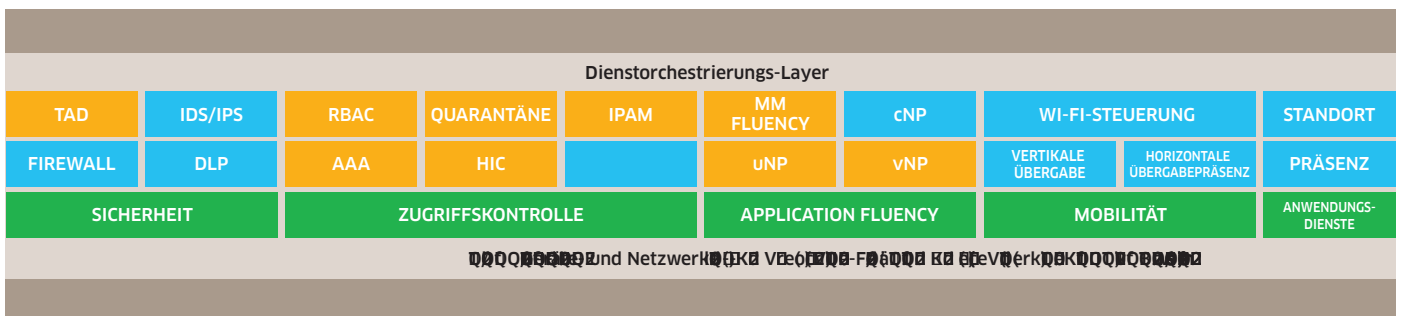 Dienstorchestrierungs-Layer
TAD IDS/IPS RBAC QUARANTÄNE IPAM MM FLUENCY cNP WI-FI-STEUERUNG STANDORT
FIREWALL DLP AAA HIC uNP vNP VERTIKALE ÜBERGABE HORIZONTALE ÜBERGABEPRÄSENZ PRÄSENZ
SICHERHEIT ZUGRIFFSKONTROLLE APPLICATION FLUENCY MOBILITÄT ANWENDUNGS-DIENSTE
und